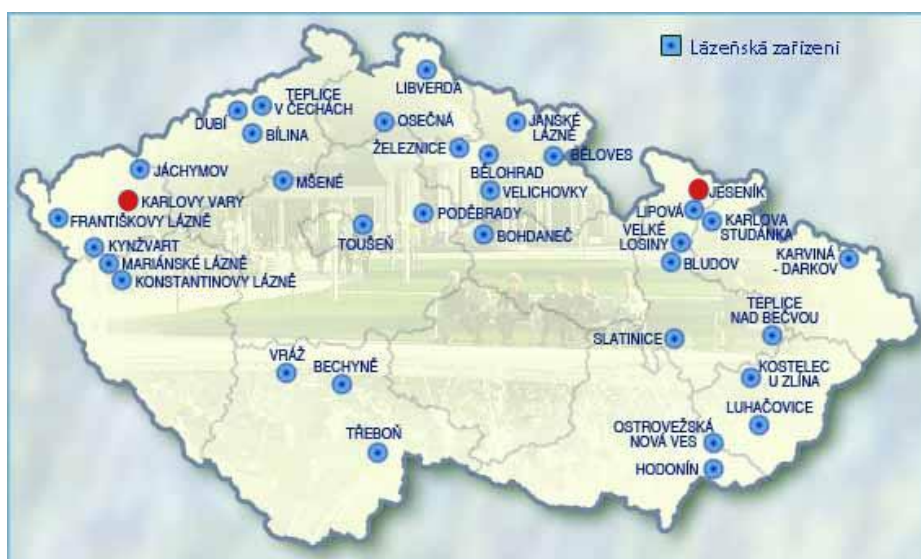 Lázeňská zařízení
LIBVERDA
TEPLICE
V ČECHÁCH
DUBÍ
OSEČNÁ
JANSKÉ
LÁZNĚ
BÍLINA
ŽELEZNICE
BĚLOVES
BĚLOHRAD
JÁCHYMOV
MŠENÉ
VELICHOVKY
JESENÍK
KARLOVY VARY
FRANTIŠKOVY LÁZNĚ
PODĚBRADY
LIPOVÁ
KARLOVA
STUDÁNKA
TOUŠEŇ
BOHDANEČ
VELKÉ
LOSINY
KYNŽVART
MARIÁNSKÉ LÁZNĚ
BLUDOV
KARVINÁ
- DARKOV
KONSTANTINOVY LÁZNĚ
TEPLICE
NAD BEČVOU
SLATINICE
VRÁŽ
BECHYNĚ
KOSTELEC
U ZLÍNA
LUHAČOVICE
TŘEBOŇ
OSTROVEŽSKÁ
NOVÁ VES
HODONÍN